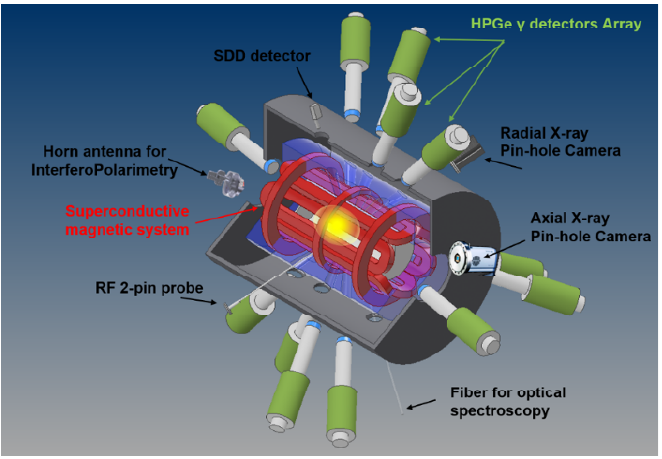 HPGe γ detectors Array
SDD detector
Radial X-ray
Pin-hole Camera
Horn antenna for
InterferoPolarimetry
Superconductive
magnetic system
Axial X-ray
Pin-hole Camera
RF 2-pin probe
Fiber for optical
spectroscopy